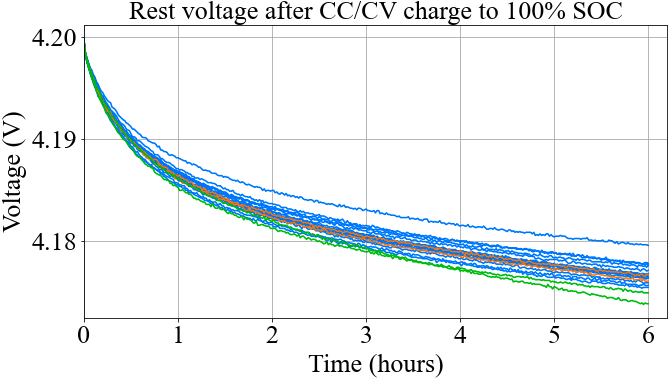 Rest voltage after CC/CV charge to 100% SOC
4.20
4.19
4.18
Voltage (V)
0 1 2 3 4 5 6
Time (hours)